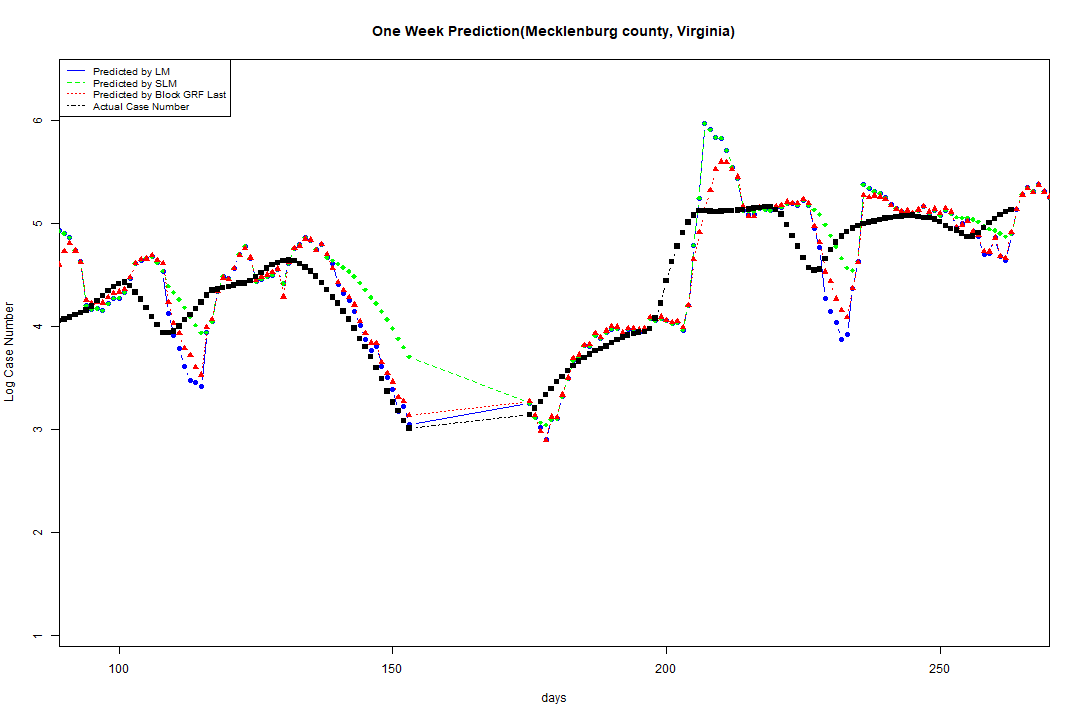 One Week Prediction(Mecklenburg county, Virginia)
Predicted by LM
Predicted by SLM
Predicted by Block GRF Last
Actual Case Number
Log Case Number
6
5
4
3
2
1
100 150 200 250
days